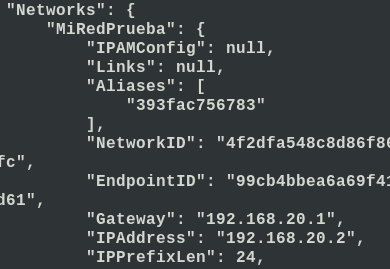 "Networks": {
"MiRedPrueba": {
"IPAMConfig": null,
"Links": null,
"Aliases": [
"393fac756783"
],
"NetworkID": "4f2dfa548c8d86f86
fc",
"EndpointID": "99cb4bbea6a69f41
d61",
"Gateway": "192.168.20.1",
"IPAddress": "192.168.20.2",
"IPPrefixLen": 24,